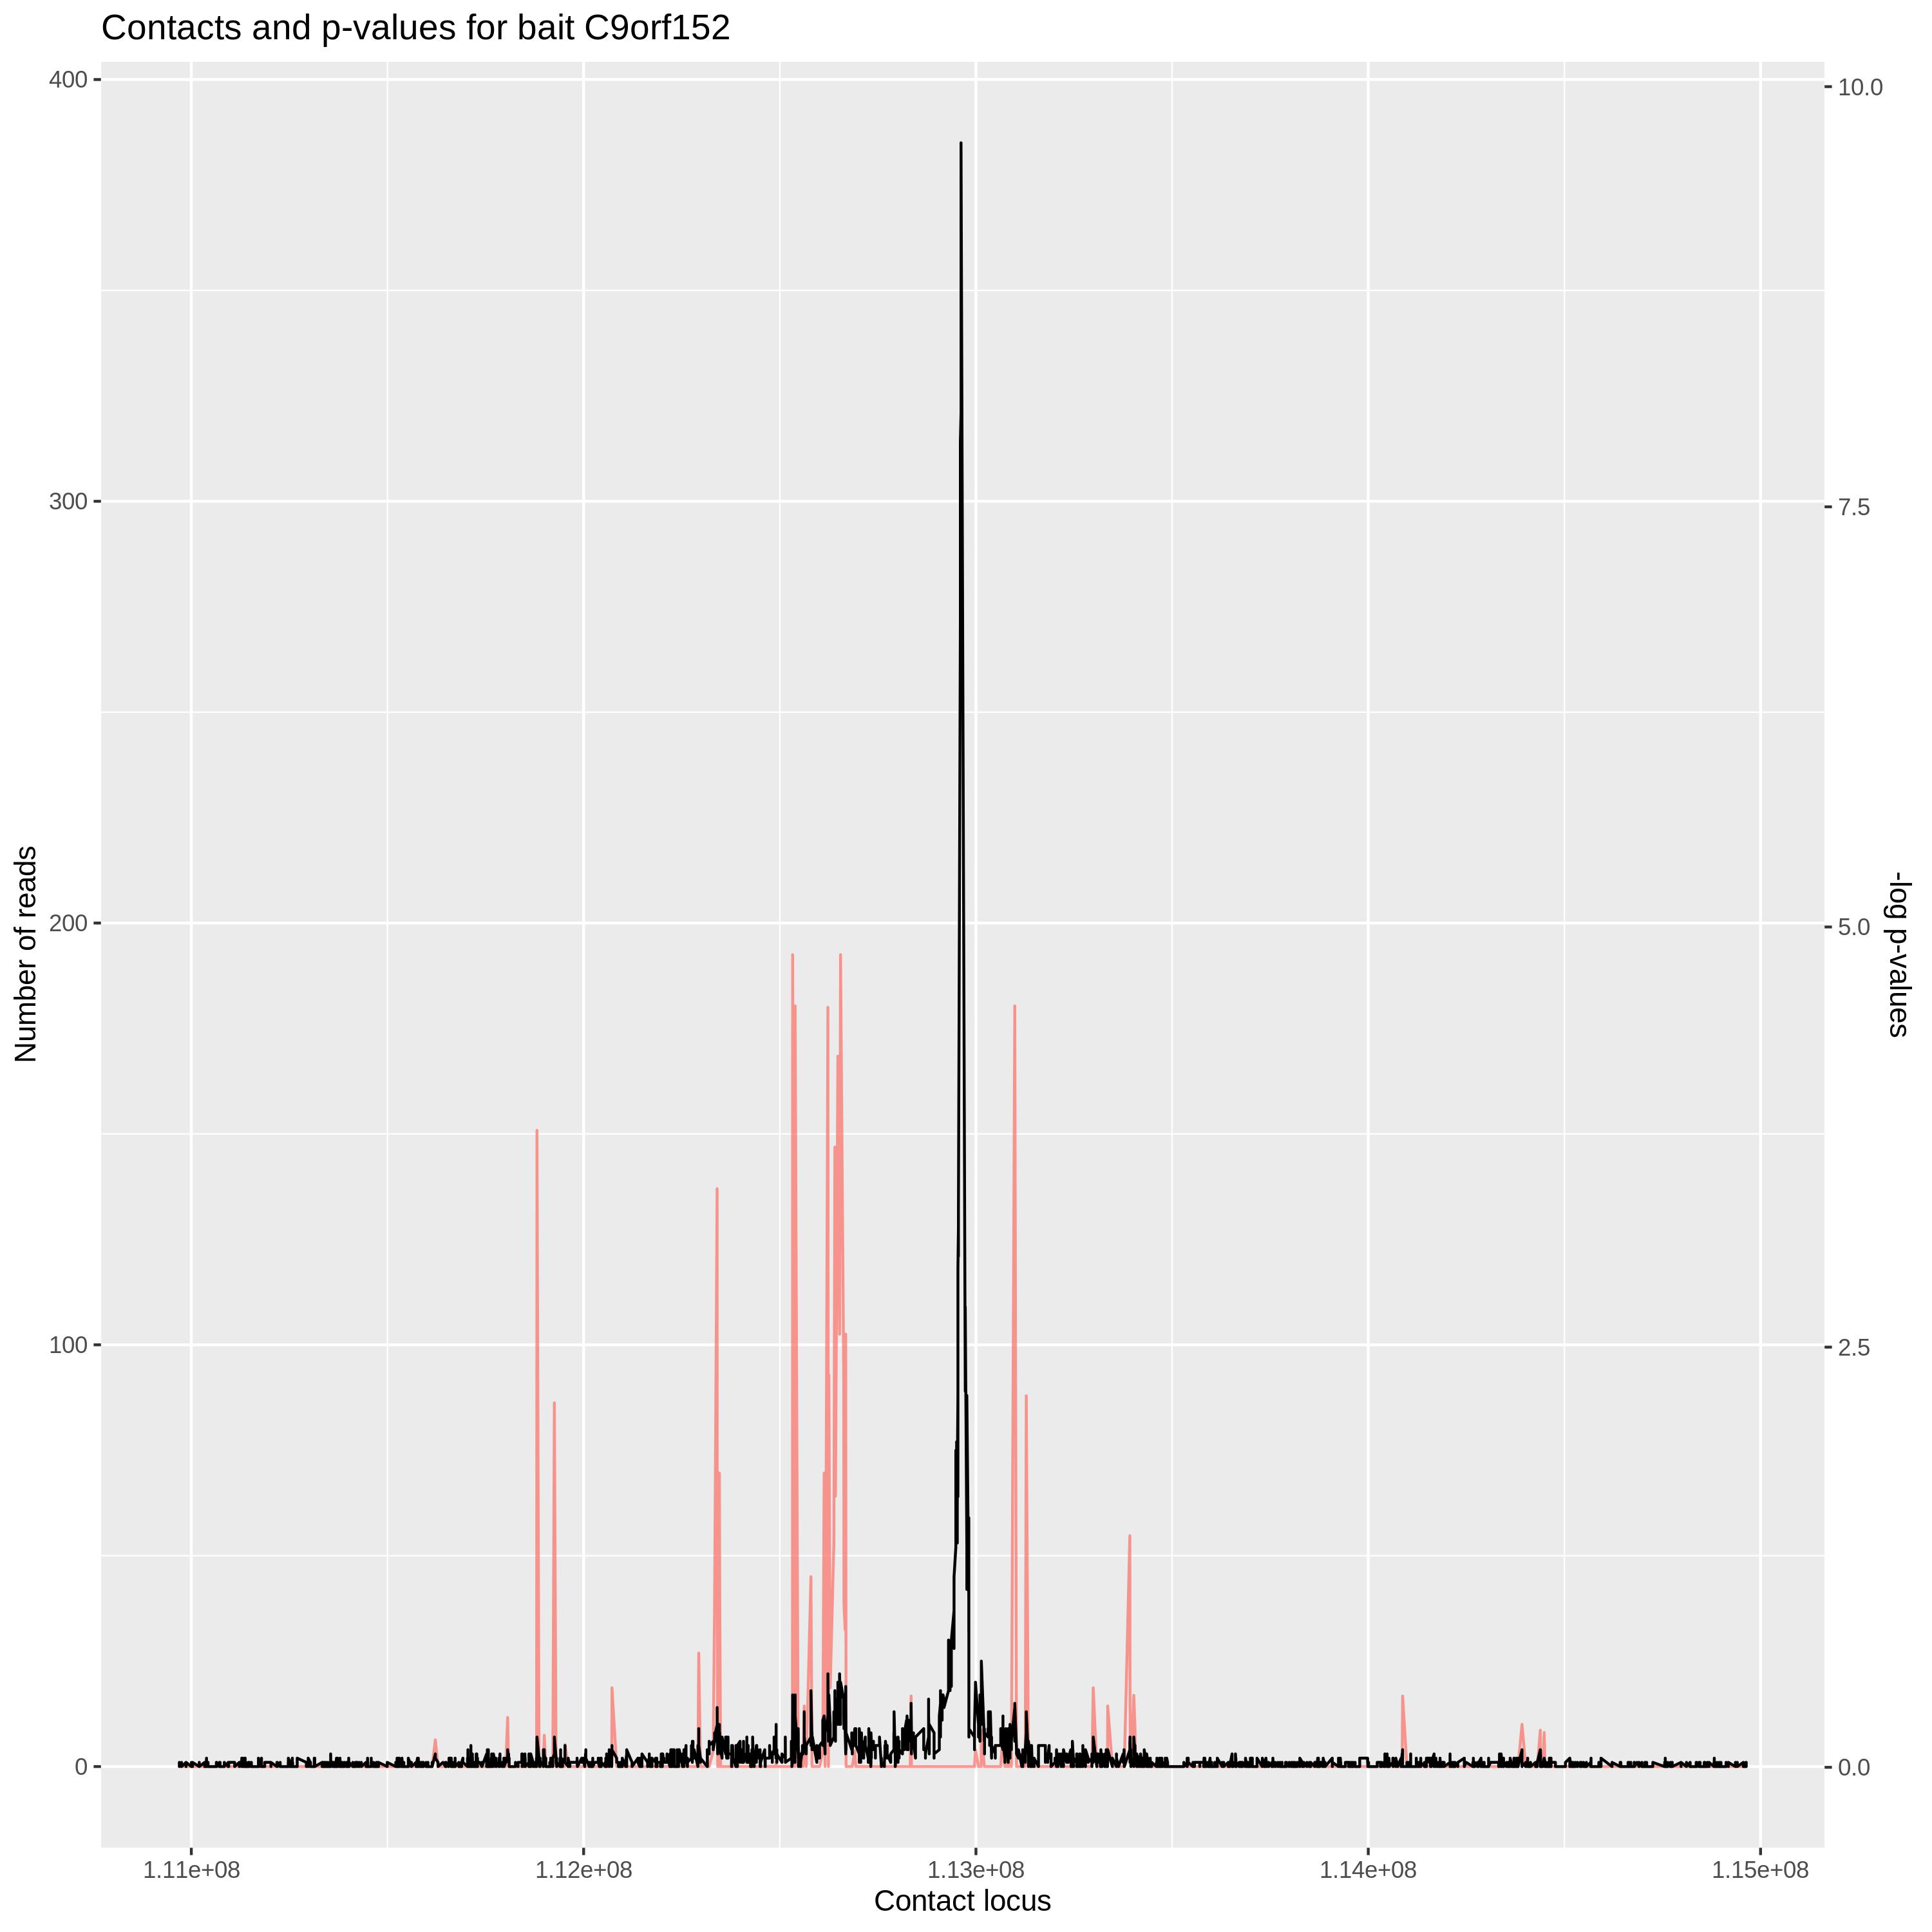 Contacts and p-values for bait C9orf152
400
300
200
100
0
Number of reads
10.0
7.5
5.0
2.5
0.0
-log p-values
1.11e+08
1.12e+08
1.13e+08
1.14e+08
1.15e+08
Contact locus